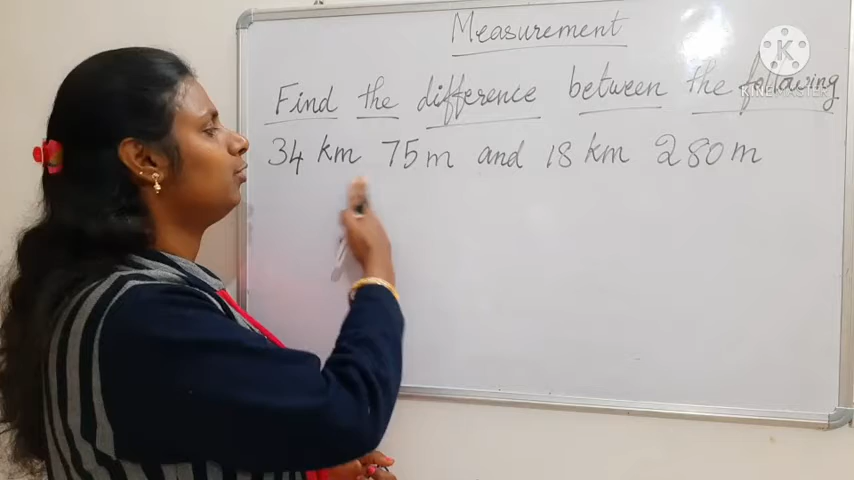 Measurement
Find the difference between the following
34 km 75 m and 18 km 280 m
K
KINEMASTER